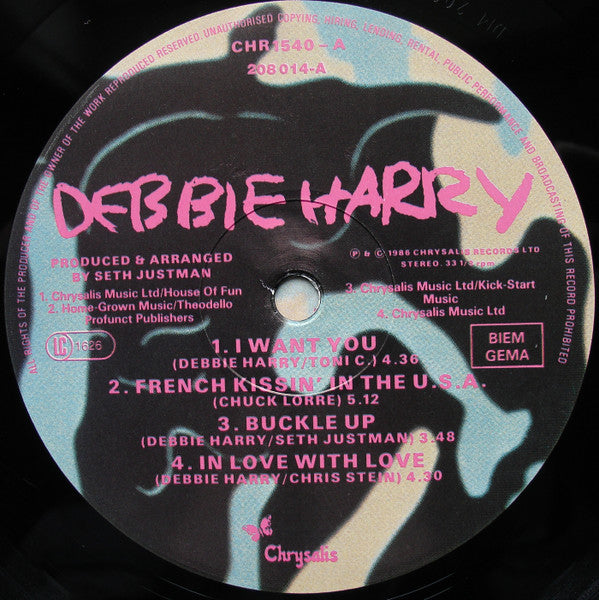 ALL RIGHTS OF THE PRODUCER AND OF THE OWNER OF THE WORK REPRODUCED RESERVED. UNAUTHORISED COPYING, HIRING, LENDING, RENTAL, PUBLIC PERFORMANCE AND BROADCASTING OF THIS RECORD PROHIBITED
CHR1540-A
208014-A
DEBBIE HARRY
PRODUCED & ARRANGED
BY SETH JUSTMAN
℗ & © 1986 CHRYSALIS RECORDS LTD
STEREO. 33 1/3 rpm
1. Chrysalis Music Ltd/House Of Fun
2. Home-Grown Music/Theodello
Profunct Publishers
3. Chrysalis Music Ltd/Kick-Start
Music
4. Chrysalis Music Ltd
LC 1626
BIEM
GEMA
1. I WANT YOU
(DEBBIE HARRY/TONI C.) 4.36
2. FRENCH KISSIN' IN THE U.S.A.
(CHUCK LORRE) 5.12
3. BUCKLE UP
(DEBBIE HARRY/SETH JUSTMAN) 3.48
4. IN LOVE WITH LOVE
(DEBBIE HARRY/CHRIS STEIN) 4.30
Chrysalis